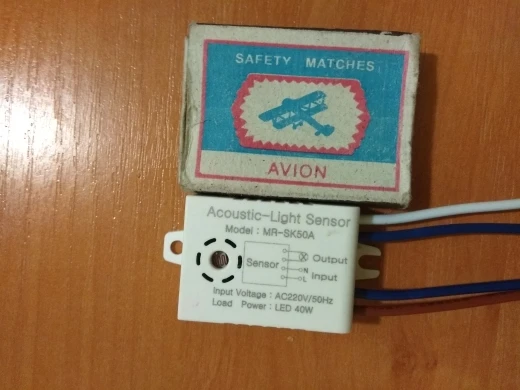 SAFETY MATCHES
AVION
Acoustic-Light Sensor
Model : MR-SK50A
Sensor
Output
N
Input
L
Input Voltage : AC220V/50Hz
Load Power : LED 40W